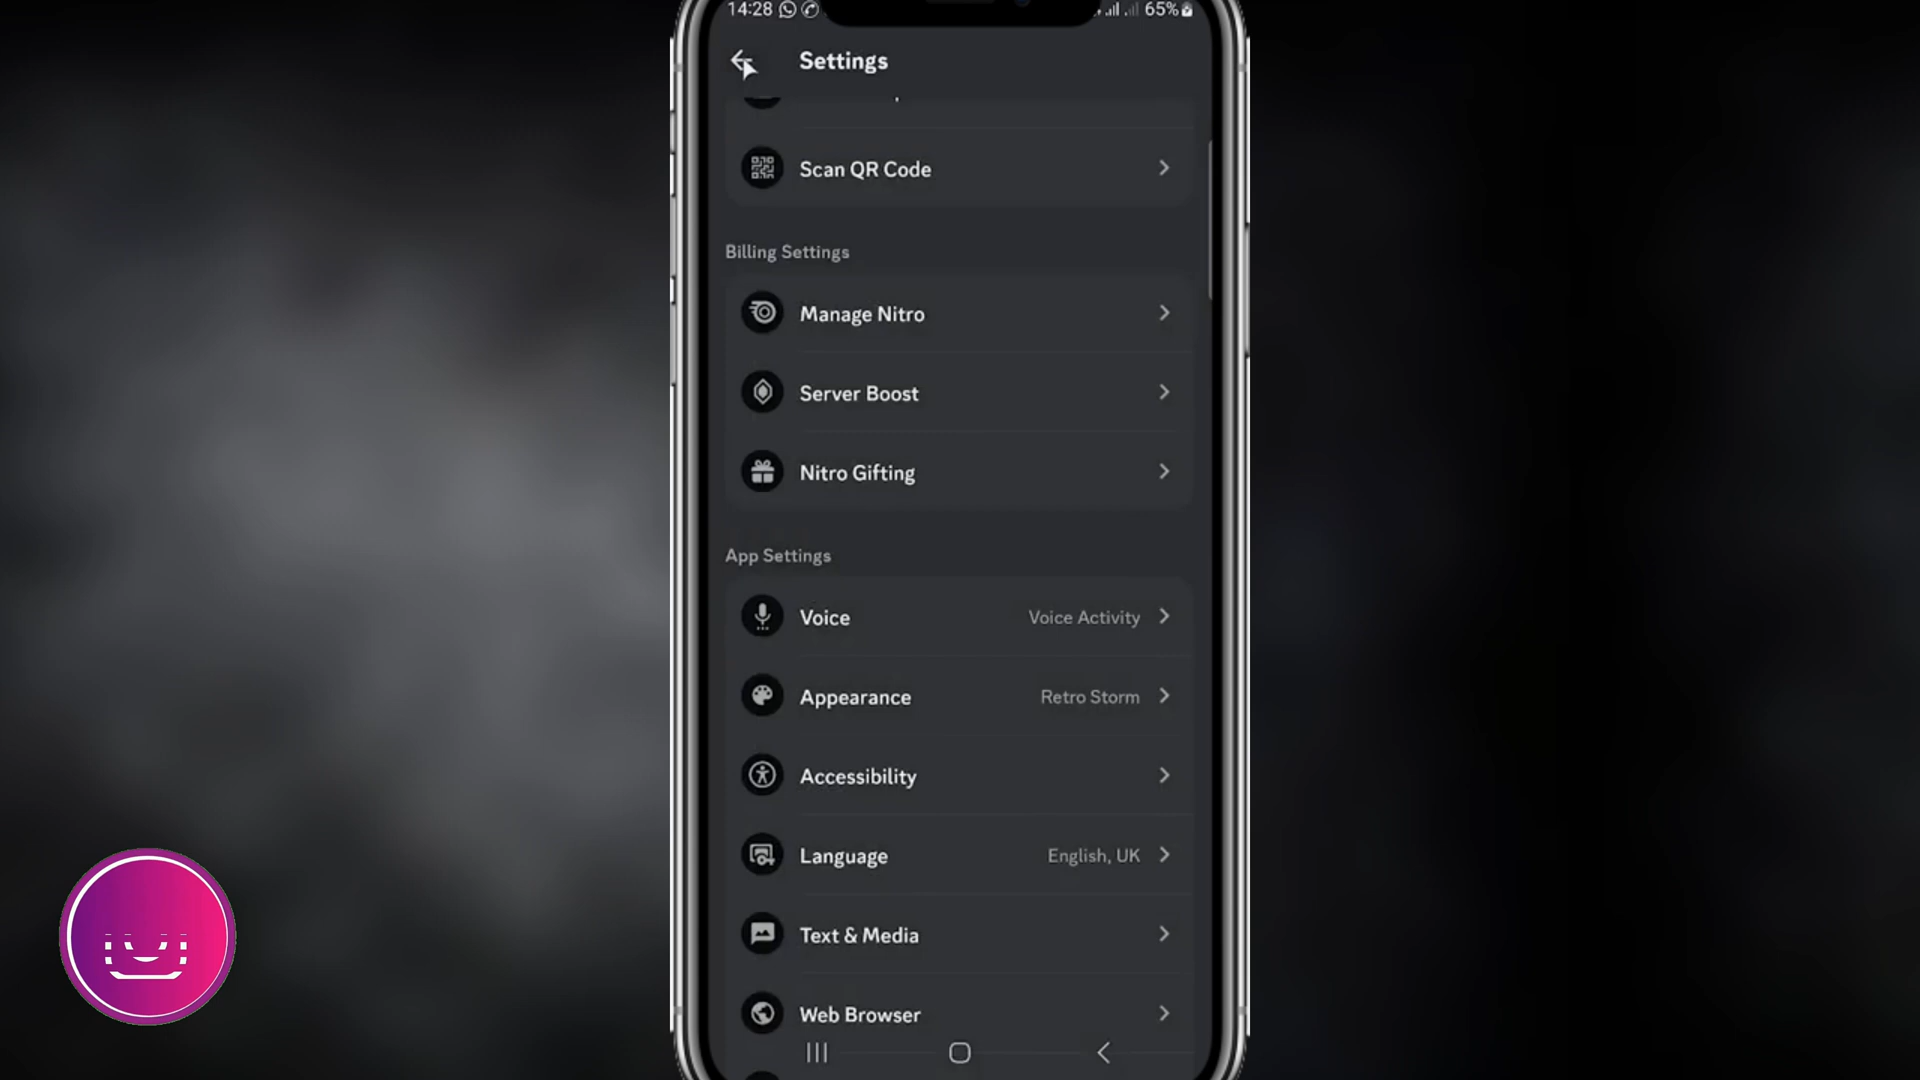 14:28 65%
Settings
Scan QR Code
Billing Settings
Manage Nitro
Server Boost
Nitro Gifting
App Settings
Voice Voice Activity
Appearance Retro Storm
Accessibility
Language English, UK
Text & Media
Web Browser